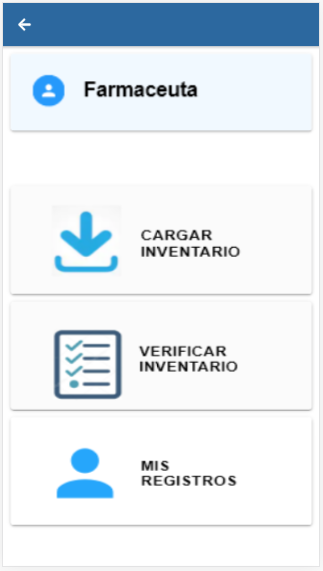 Farmaceuta
CARGAR
INVENTARIO
VERIFICAR
INVENTARIO
MIS
REGISTROS